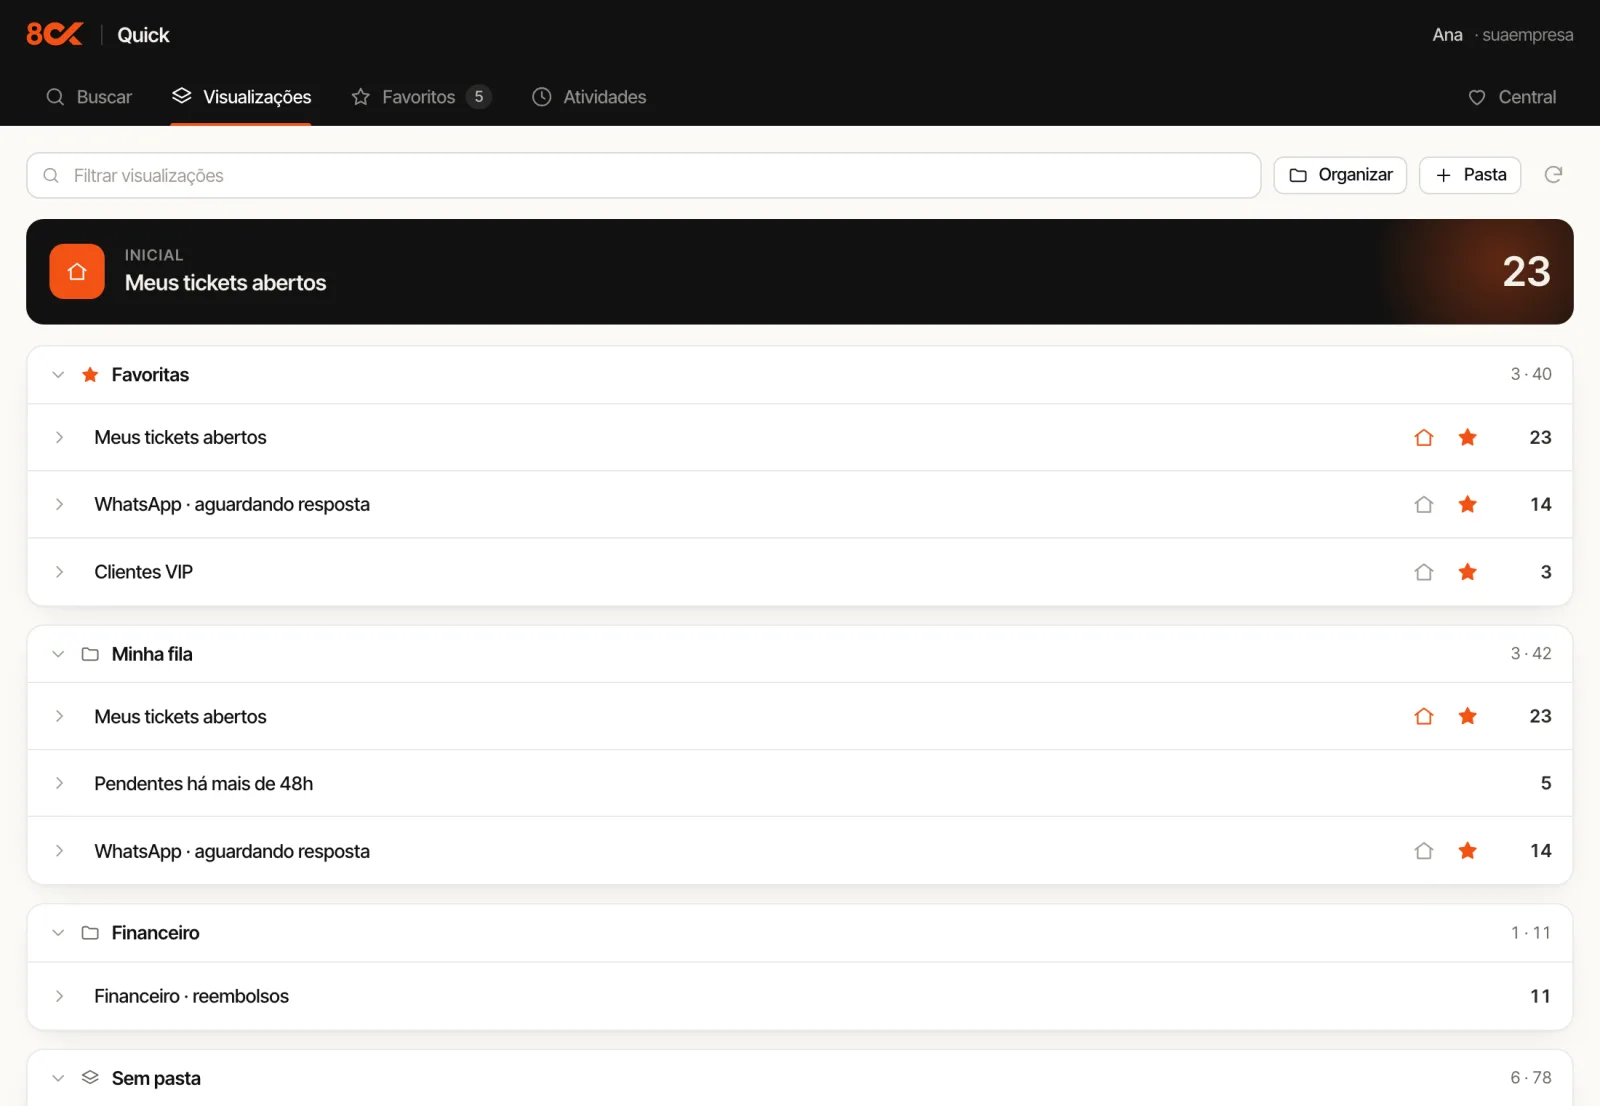 Quick
Ana · suaempresa
Buscar
Visualizações
Favoritos 5
Atividades
Central
Filtrar visualizações
Organizar
+ Pasta
INICIAL
Meus tickets abertos
23
Favoritas
3 · 40
Meus tickets abertos
23
WhatsApp · aguardando resposta
14
Clientes VIP
3
Minha fila
3 · 42
Meus tickets abertos
23
Pendentes há mais de 48h
5
WhatsApp · aguardando resposta
14
Financeiro
1 · 11
Financeiro · reembolsos
11
Sem pasta
6 · 78